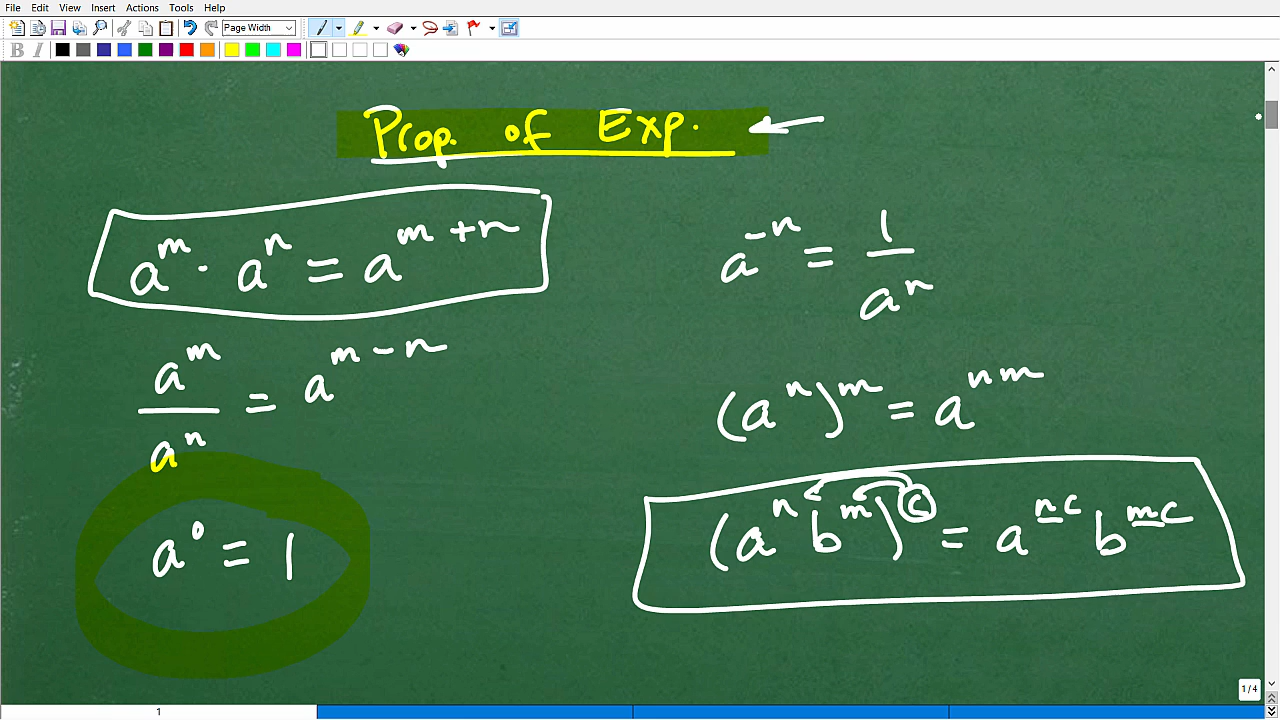 File Edit View Insert Actions Tools Help
Page Width
B I
Prop. of Exp.
a^m · a^n = a^{m+n}
a^m / a^n = a^{m-n}
a^0 = 1
a^{-n} = 1 / a^n
(a^n)^m = a^{nm}
(a^n b^m)^c = a^{nc} b^{mc}
1/4
1